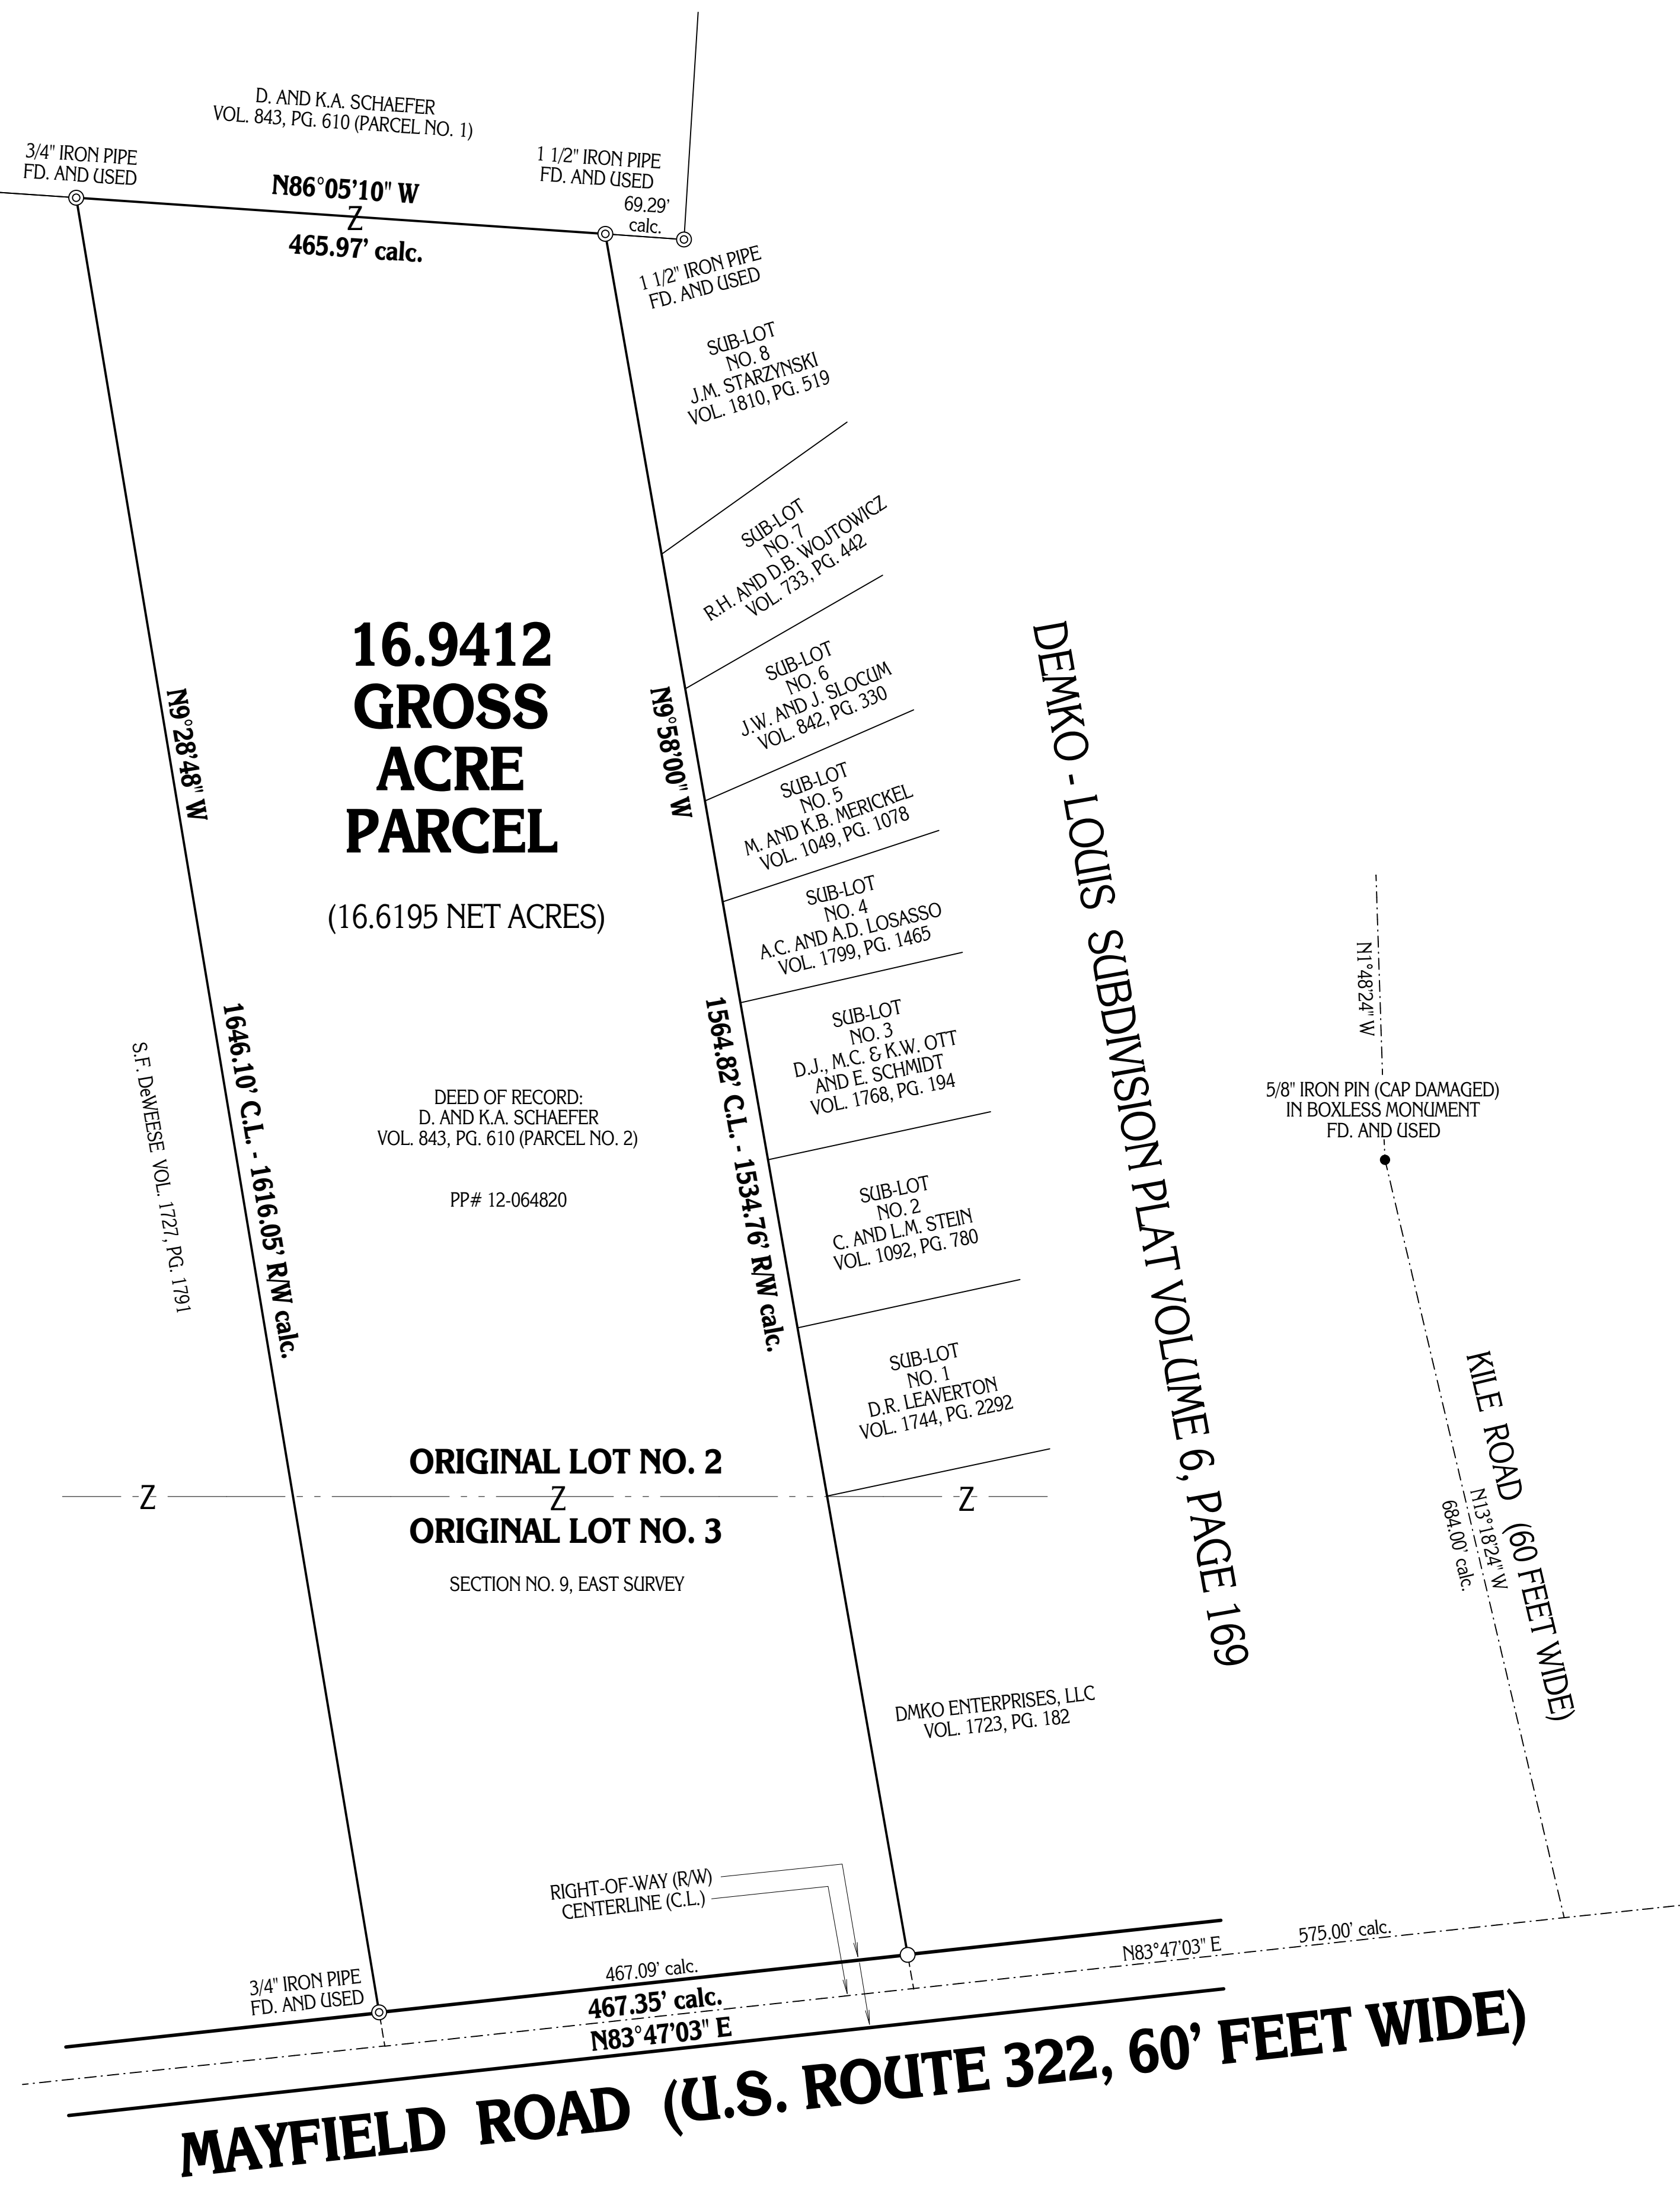 D. AND K.A. SCHAEFER
VOL. 843, PG. 610 (PARCEL NO. 1)
3/4" IRON PIPE
FD. AND USED
1 1/2" IRON PIPE
FD. AND USED
N86°05'10" W
Z
465.97' calc.
69.29'
calc.
1 1/2" IRON PIPE
FD. AND USED
SUB-LOT
NO. 8
J.M. STARZYNSKI
VOL. 1810, PG. 519
SUB-LOT
NO. 7
R.H. AND D.B. WOJTOWICZ
VOL. 733, PG. 442
SUB-LOT
NO. 6
J.W. AND J. SLOCUM
VOL. 842, PG. 330
SUB-LOT
NO. 5
M. AND K.B. MERICKEL
VOL. 1049, PG. 1078
SUB-LOT
NO. 4
A.C. AND A.D. LOSASSO
VOL. 1799, PG. 1465
SUB-LOT
NO. 3
D.J., M.C. & K.W. OTT
AND E. SCHMIDT
VOL. 1768, PG. 194
SUB-LOT
NO. 2
C. AND L.M. STEIN
VOL. 1092, PG. 780
SUB-LOT
NO. 1
D.R. LEAVERTON
VOL. 1744, PG. 2292
16.9412
GROSS
ACRE
PARCEL
(16.6195 NET ACRES)
N9°28'48" W
1646.10' C.L. - 1616.05' R/W calc.
N9°58'00" W
1564.82' C.L. - 1534.76' R/W calc.
S.F. DeWEESE VOL. 1727, PG. 1791
DEED OF RECORD:
D. AND K.A. SCHAEFER
VOL. 843, PG. 610 (PARCEL NO. 2)
PP# 12-064820
DEMKO - LOUIS SUBDIVISION PLAT VOLUME 6, PAGE 169
N1°48'24" W
5/8" IRON PIN (CAP DAMAGED)
IN BOXLESS MONUMENT
FD. AND USED
KILE ROAD (60 FEET WIDE)
N13°18'24" W
684.00' calc.
ORIGINAL LOT NO. 2
Z
Z
Z
ORIGINAL LOT NO. 3
SECTION NO. 9, EAST SURVEY
DMKO ENTERPRISES, LLC
VOL. 1723, PG. 182
RIGHT-OF-WAY (R/W)
CENTERLINE (C.L.)
575.00' calc.
N83°47'03" E
3/4" IRON PIPE
FD. AND USED
467.09' calc.
467.35' calc.
N83°47'03" E
MAYFIELD ROAD (U.S. ROUTE 322, 60' FEET WIDE)